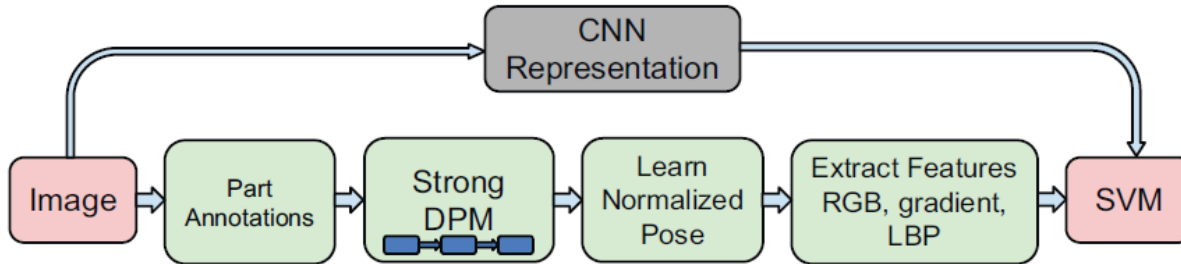 CNN
Representation
Image
Part
Annotations
Strong
DPM
Learn
Normalized
Pose
Extract Features
RGB, gradient,
LBP
SVM